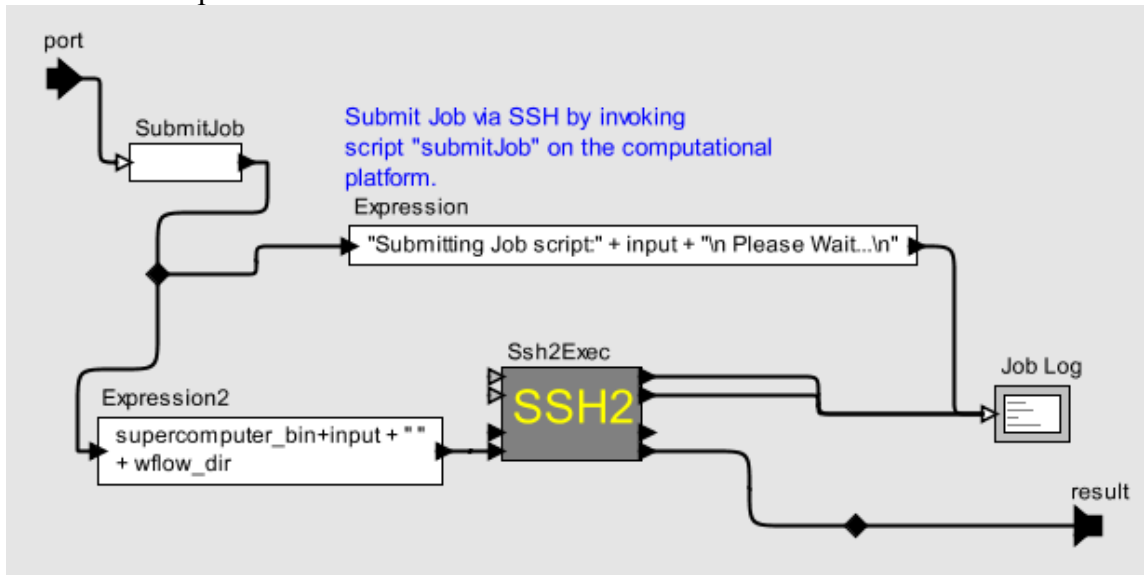 port
SubmitJob
Submit Job via SSH by invoking
script "submitJob" on the computational
platform.
Expression
"Submitting Job script:" + input + "\n Please Wait...\n"
Ssh2Exec
SSH2
Job Log
Expression2
supercomputer_bin+input + " "
+ wflow_dir
result